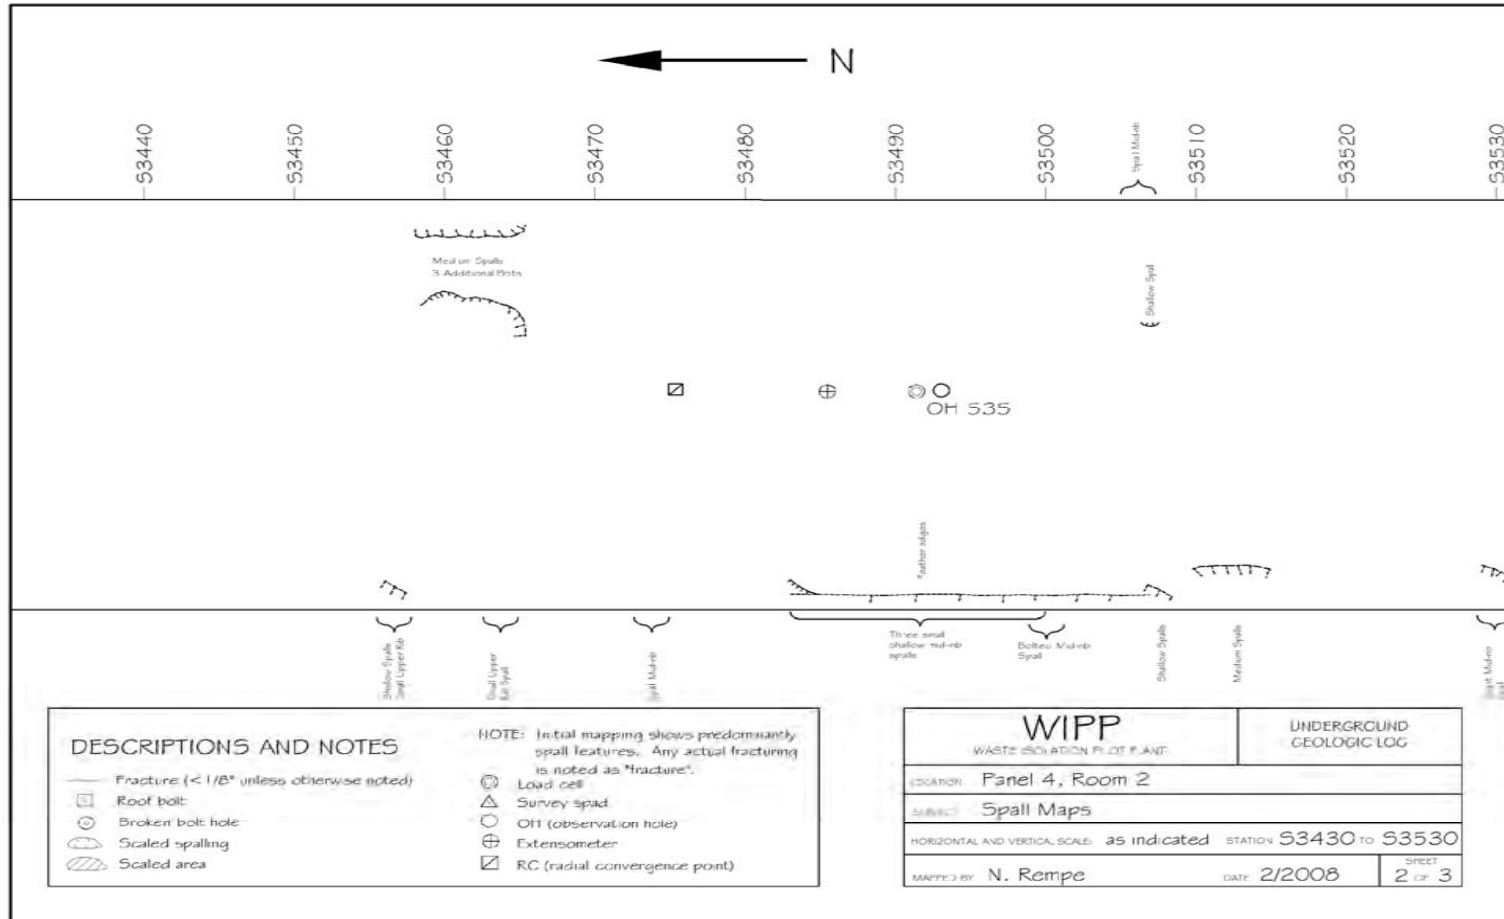 N
S3440
S3450
S3460
S3470
S3480
S3490
S3500
Spall Mid-rib
S3510
S3520
S3530
Medium Spalls
3 Additional Bolts
Shallow Spall
OH 535
Feather edges
Shallow Spalls
Small Upper Rib
Small Upper
Rib Spall
Spall Mid-rib
Three small
shallow mid-rib
spalls
Bolted Mid-rib
Spall
Shallow Spalls
Medium Spalls
Mid-rib
DESCRIPTIONS AND NOTES
Fracture (< 1/8" unless otherwise noted)
Roof bolt
Broken bolt hole
Scaled spalling
Scaled area
NOTE: Initial mapping shows predominantly
spall features. Any actual fracturing
is noted as "fracture".
Load cell
Survey spad
OH (observation hole)
Extensometer
RC (radial convergence point)
WIPP
WASTE ISOLATION PILOT PLANT
UNDERGROUND
GEOLOGIC LOG
LOCATION Panel 4, Room 2
SUBJECT Spall Maps
HORIZONTAL AND VERTICAL SCALE: as indicated STATION S3430 TO S3530
MAPPED BY N. Rempe DATE 2/2008
SHEET
2 OF 3